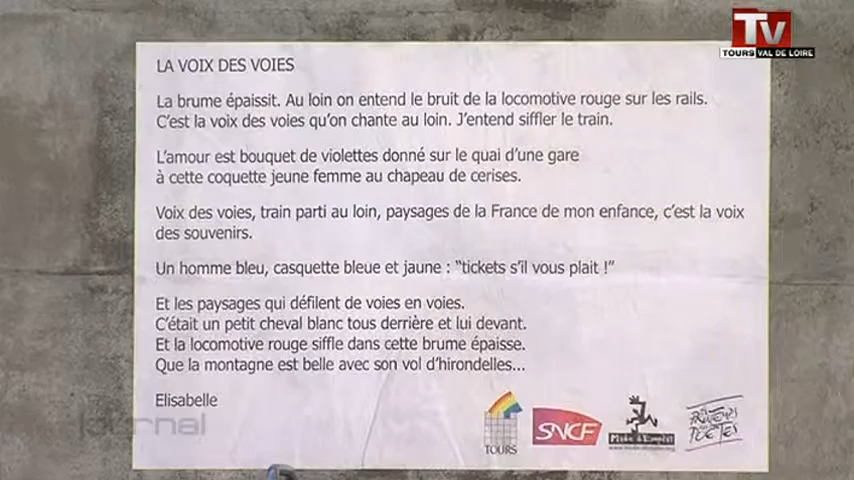 TV
TOURS VAL DE LOIRE
LA VOIX DES VOIES
La brume épaissit. Au loin on entend le bruit de la locomotive rouge sur les rails.
C'est la voix des voies qu'on chante au loin. J'entend siffler le train.
L'amour est bouquet de violettes donné sur le quai d'une gare
à cette coquette jeune femme au chapeau de cerises.
Voix des voies, train parti au loin, paysages de la France de mon enfance, c'est la voix
des souvenirs.
Un homme bleu, casquette bleue et jaune : "tickets s'il vous plait !"
Et les paysages qui défilent de voies en voies.
C'était un petit cheval blanc tous derrière et lui devant.
Et la locomotive rouge siffle dans cette brume épaisse.
Que la montagne est belle avec son vol d'hirondelles...
Elisabelle
Journal
TOURS
SNCF
PRINTEMPS
POETES